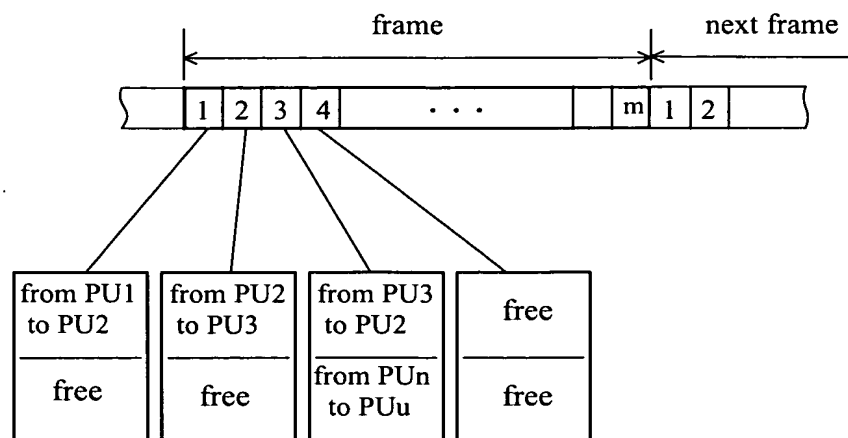 frame
next frame
1 2 3 4 . . . m 1 2
from PU1
to PU2
free
from PU2
to PU3
free
from PU3
to PU2
from PUn
to PUu
free
free